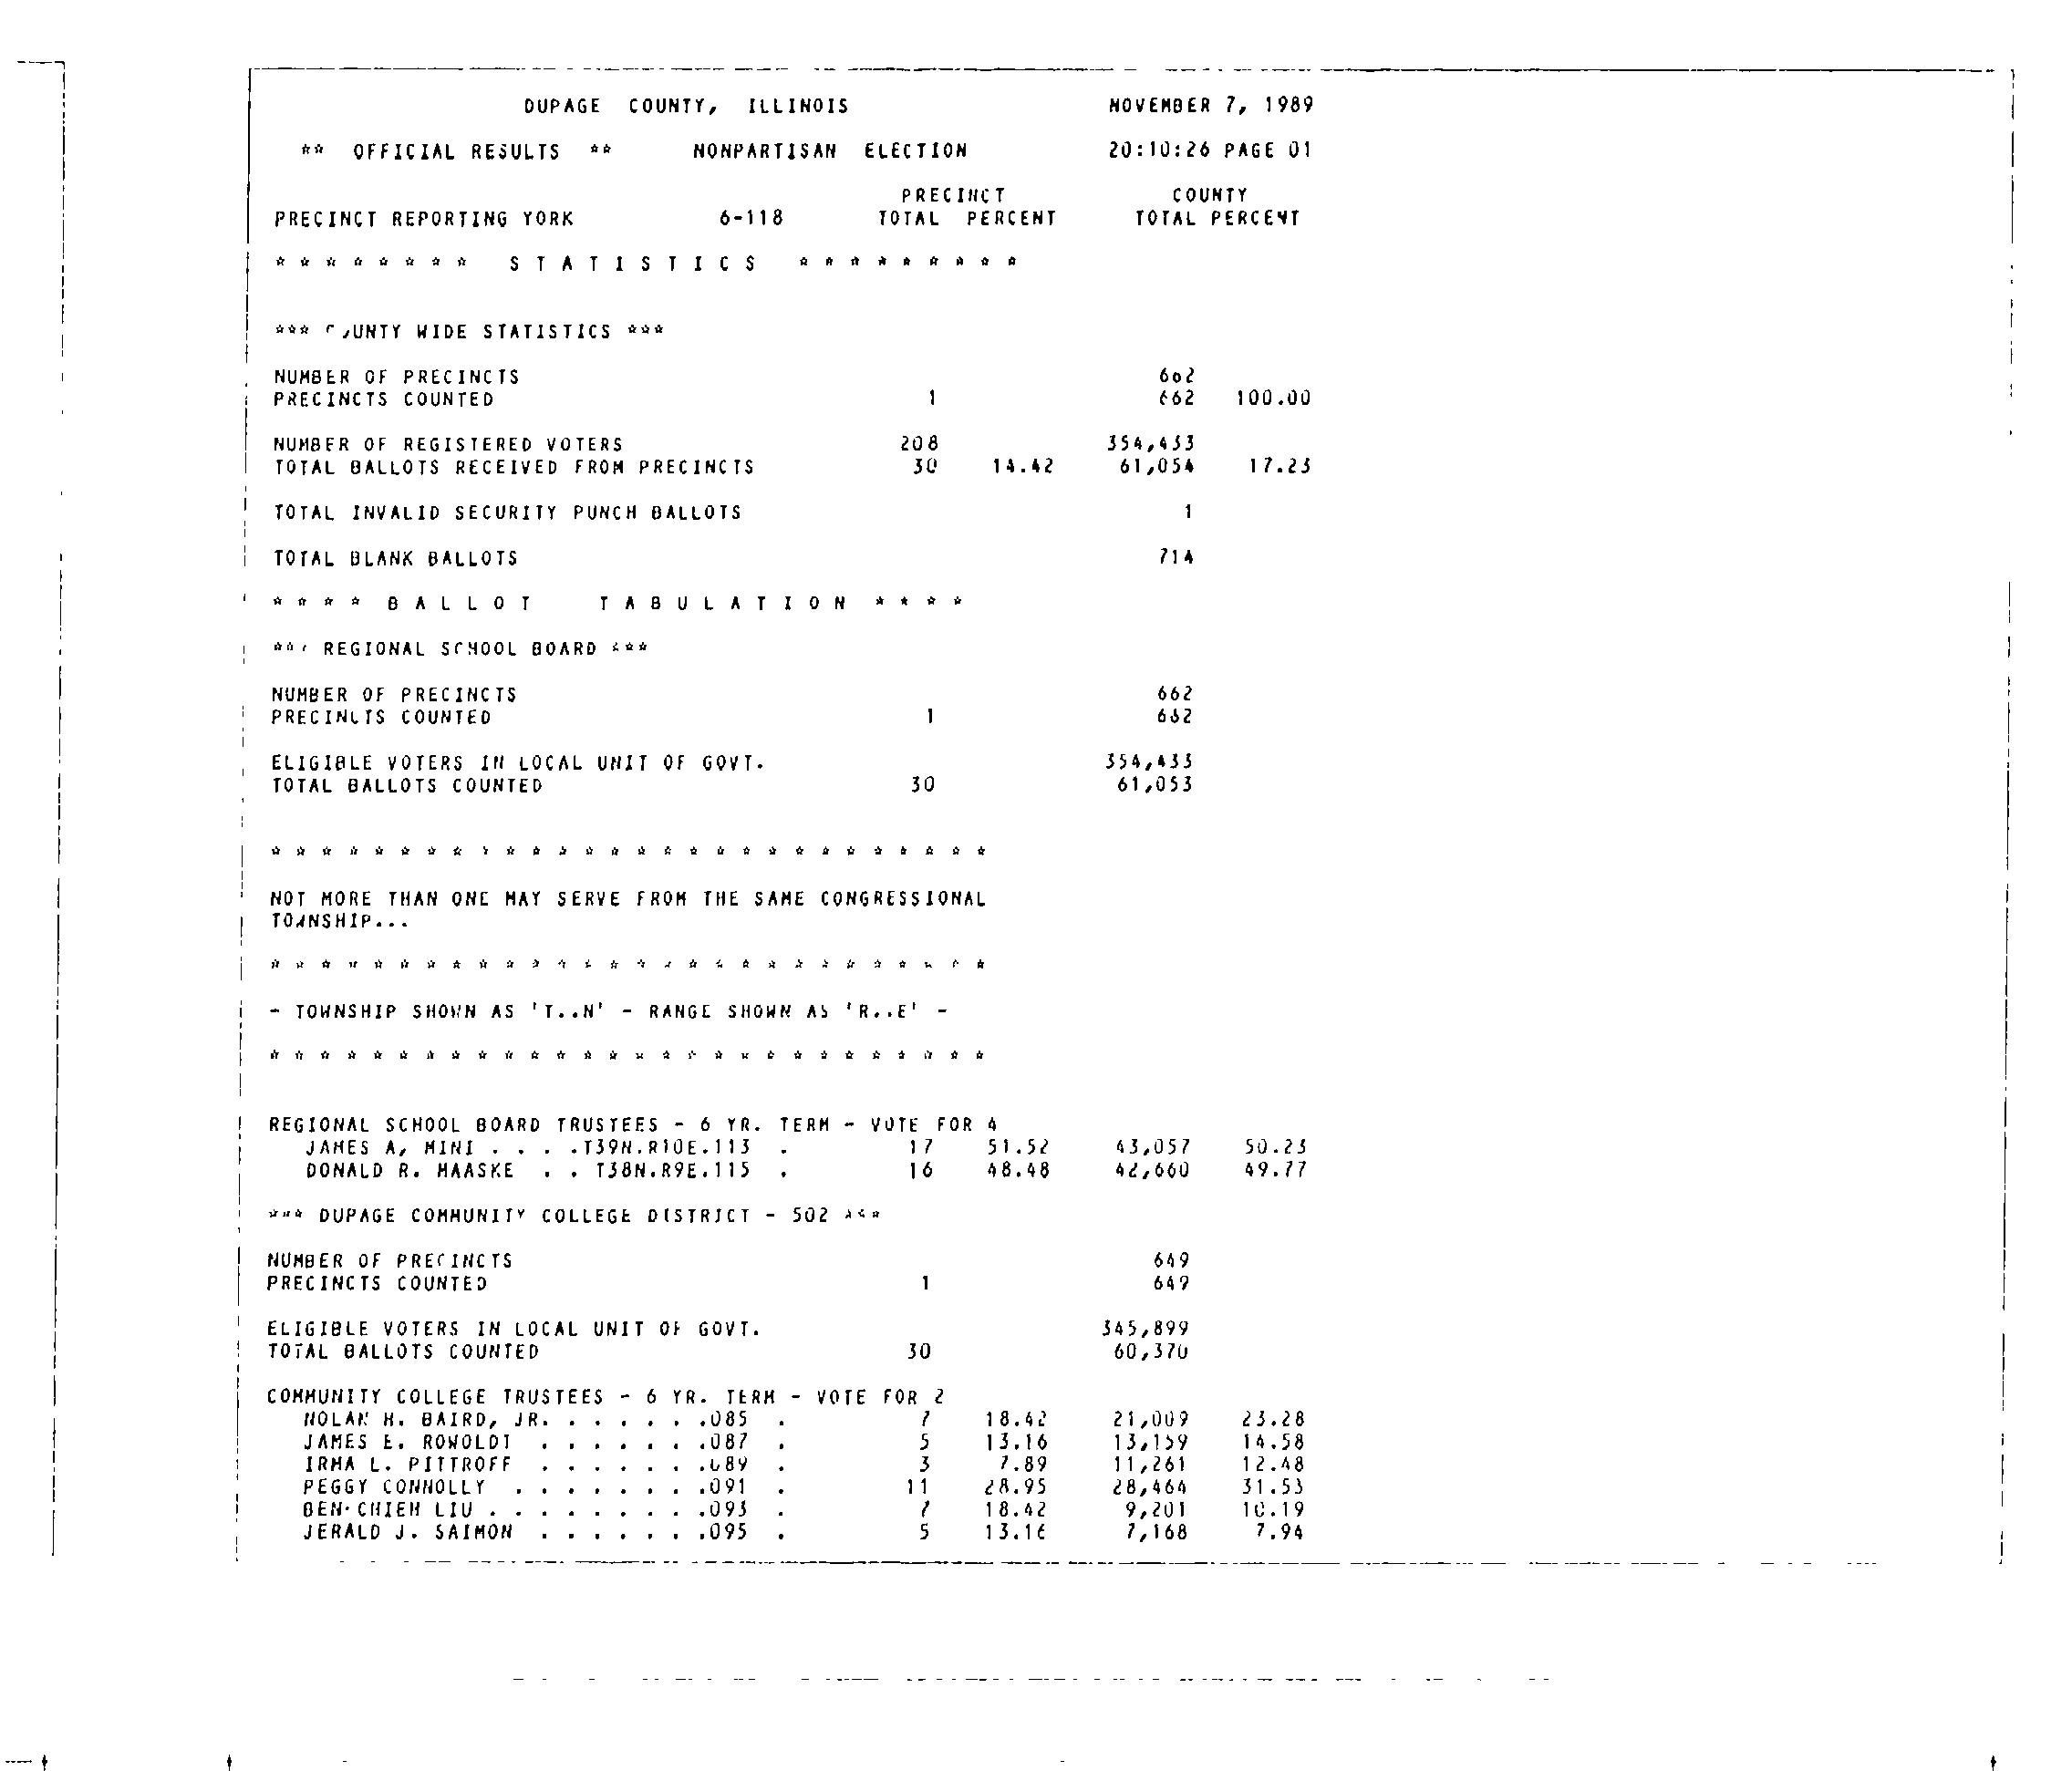 DUPAGE COUNTY, ILLINOIS NOVEMBER 7, 1989
** OFFICIAL RESULTS ** NONPARTISAN ELECTION 20:10:26 PAGE 01
PRECINCT COUNTY
PRECINCT REPORTING YORK 6-118 TOTAL PERCENT TOTAL PERCENT
* * * * * * * * S T A T I S T I C S * * * * * * * * *
*** COUNTY WIDE STATISTICS ***
NUMBER OF PRECINCTS 662
PRECINCTS COUNTED 1 662 100.00
NUMBER OF REGISTERED VOTERS 208 354,433
TOTAL BALLOTS RECEIVED FROM PRECINCTS 30 14.42 61,054 17.23
TOTAL INVALID SECURITY PUNCH BALLOTS 1
TOTAL BLANK BALLOTS 714
* * * * B A L L O T T A B U L A T I O N * * * *
*** REGIONAL SCHOOL BOARD ***
NUMBER OF PRECINCTS 662
PRECINCTS COUNTED 1 662
ELIGIBLE VOTERS IN LOCAL UNIT OF GOVT. 354,433
TOTAL BALLOTS COUNTED 30 61,053
* * * * * * * * * * * * * * * * * * * * * * * * * * * *
NOT MORE THAN ONE MAY SERVE FROM THE SAME CONGRESSIONAL
TOWNSHIP...
* * * * * * * * * * * * * * * * * * * * * * * * * * * *
- TOWNSHIP SHOWN AS 'T..N' - RANGE SHOWN AS 'R..E' -
* * * * * * * * * * * * * * * * * * * * * * * * * * * *
REGIONAL SCHOOL BOARD TRUSTEES - 6 YR. TERM - VOTE FOR 4
JAMES A. MINI . . . .T39N.R10E.113 . 17 51.52 43,057 50.23
DONALD R. MAASKE . . T38N.R9E.115 . 16 48.48 42,660 49.77
*** DUPAGE COMMUNITY COLLEGE DISTRICT - 502 ***
NUMBER OF PRECINCTS 649
PRECINCTS COUNTED 1 649
ELIGIBLE VOTERS IN LOCAL UNIT OF GOVT. 345,899
TOTAL BALLOTS COUNTED 30 60,370
COMMUNITY COLLEGE TRUSTEES - 6 YR. TERM - VOTE FOR 2
NOLAN H. BAIRD, JR. . . . . . .085 . 7 18.42 21,009 23.28
JAMES E. ROWOLDT . . . . . . .087 . 5 13.16 13,159 14.58
IRMA L. PITTROFF . . . . . . .089 . 3 7.89 11,261 12.48
PEGGY CONNOLLY . . . . . . . .091 . 11 28.95 28,464 31.53
BEN-CHIEH LIU . . . . . . . . .093 . 7 18.42 9,201 10.19
JERALD J. SAIMON . . . . . . .095 . 5 13.16 7,168 7.94